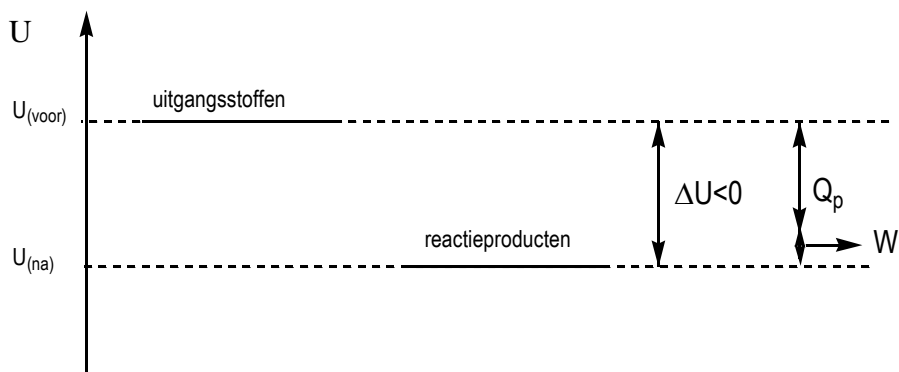 U
U(voor)
uitgangsstoffen
ΔU<0
Qp
W
reactieproducten
U(na)